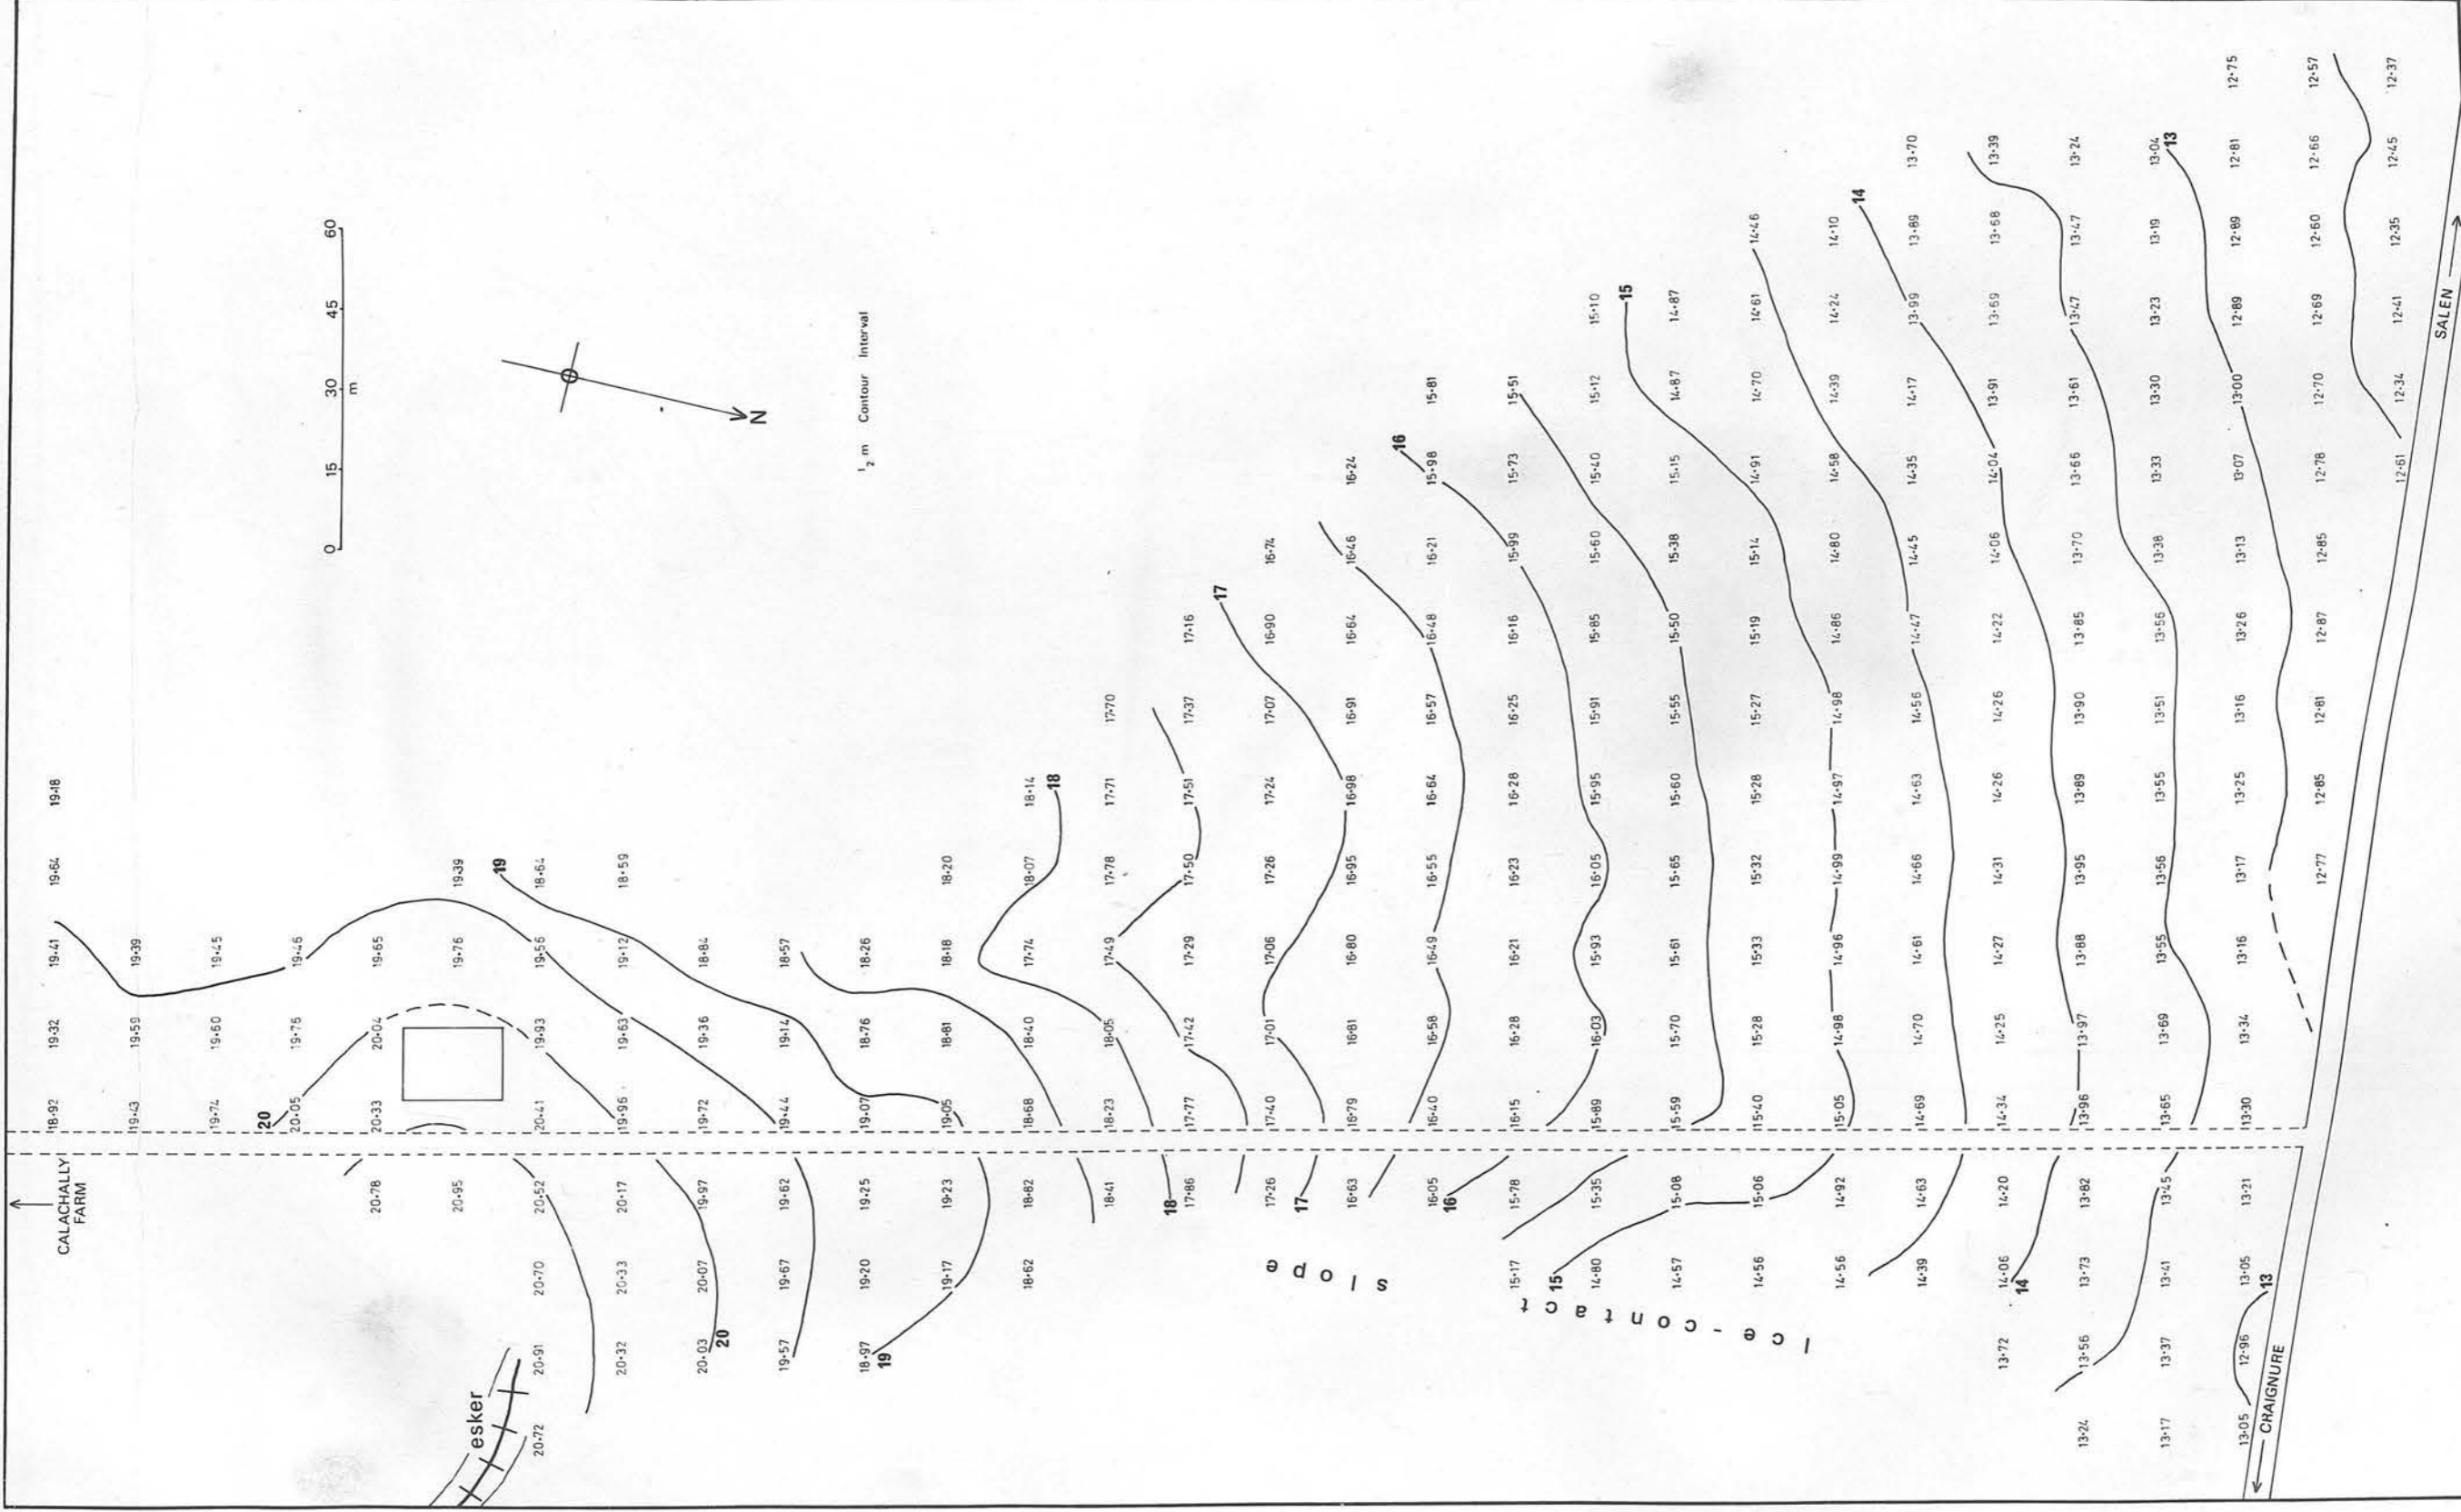 CALACHALLY
FARM
18·92 19·32 19·41 19·64 19·18
19·43 19·59 19·39
19·74 19·60 19·45
20
20·05 19·76 19·46
0 15 30 45 60
m
20·78 20·33 20·04 19·65
20·95 19·76 19·39
esker
19
20·72 20·91 20·70 20·52 20·41 19·93 19·56 18·64
20·32 20·33 20·17 19·96 19·63 19·12 18·59
20·03 20·07 19·97 19·72 19·36 18·84
20
N
19·57 19·67 19·62 19·44 19·14 18·57
18·97 19·20 19·25 19·07 18·76 18·26
19
½ m Contour Interval
19·17 19·23 19·05 18·81 18·18 18·20
18·62 18·82 18·68 18·40 17·74 18·07 18·14
18
18·41 18·23 18·05 17·49 17·78 17·71 17·70
18
17·86 17·77 17·42 17·29 17·50 17·51 17·37 17·16
17
17·26 17·40 17·01 17·06 17·26 17·24 17·07 16·90 16·74
17
16·63 16·79 16·81 16·80 16·95 16·98 16·91 16·64 16·46 16·24
16
16·05 16·40 16·58 16·49 16·55 16·64 16·57 16·48 16·21 15·98 15·81
16
Ice-contact slope
15·17 15·78 16·15 16·28 16·21 16·23 16·28 16·25 16·16 15·99 15·73 15·51
15
14·80 15·35 15·89 16·03 15·93 16·05 15·95 15·91 15·85 15·60 15·40 15·12 15·10
15
14·57 15·08 15·59 15·70 15·61 15·65 15·60 15·55 15·50 15·38 15·15 14·87 14·87
14·56 15·06 15·40 15·28 15·33 15·32 15·28 15·27 15·19 15·14 14·91 14·70 14·61 14·46
14·56 14·92 15·05 14·98 14·96 14·99 14·97 14·98 14·86 14·80 14·58 14·39 14·24 14·10
14
14·39 14·63 14·69 14·70 14·61 14·66 14·63 14·56 14·47 14·45 14·35 14·17 13·99 13·89 13·70
13·72 14·06 14·20 14·34 14·25 14·27 14·31 14·26 14·26 14·22 14·06 14·04 13·91 13·69 13·68 13·39
14
13·24 13·56 13·73 13·82 13·96 13·97 13·88 13·95 13·89 13·90 13·85 13·70 13·66 13·61 13·47 13·47 13·24
13·17 13·37 13·41 13·45 13·65 13·69 13·55 13·56 13·55 13·51 13·56 13·38 13·33 13·30 13·23 13·19 13·04
13
13·05 12·96 13·05 13·21 13·30 13·34 13·16 13·17 13·25 13·16 13·26 13·13 13·07 13·00 12·89 12·89 12·81 12·75
13
CRAIGNURE
12·77 12·85 12·81 12·87 12·85 12·78 12·70 12·69 12·60 12·66 12·57
12·61 12·34 12·41 12·35 12·45 12·37
SALEN